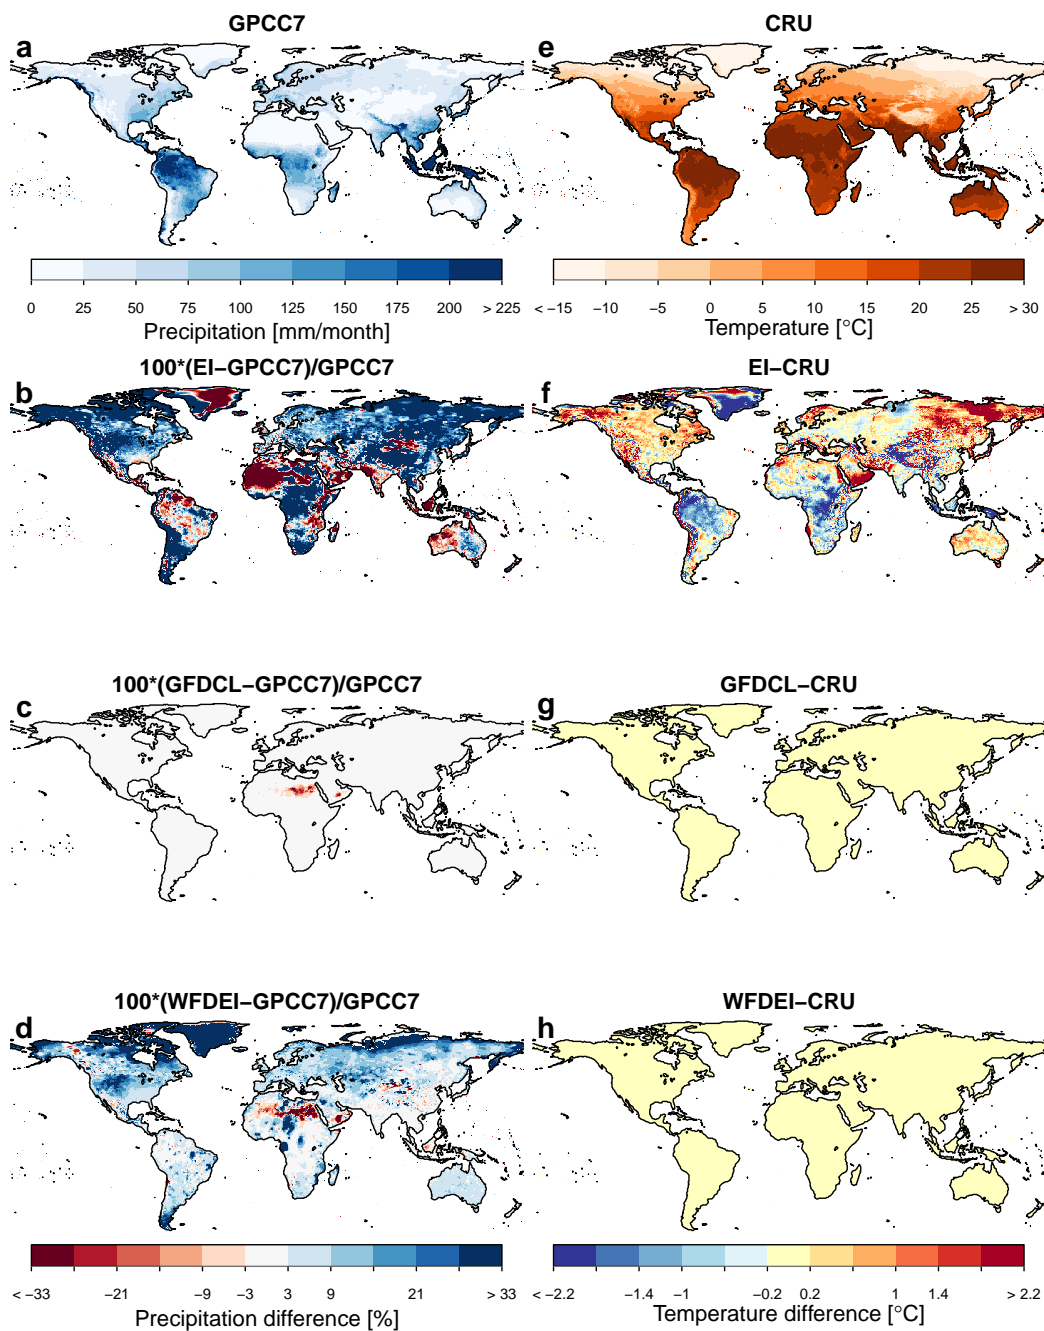 GPCC7
CRU
a
e
0 25 50 75 100 125 150 175 200 > 225
Precipitation [mm/month]
< −15 −10 −5 0 5 10 15 20 25 > 30
Temperature [°C]
100*(EI−GPCC7)/GPCC7
EI−CRU
b
f
100*(GFDCL−GPCC7)/GPCC7
GFDCL−CRU
c
g
100*(WFDEI−GPCC7)/GPCC7
WFDEI−CRU
d
h
< −33 −21 −9 −3 3 9 21 > 33
Precipitation difference [%]
< −2.2 −1.4 −1 −0.2 0.2 1 1.4 > 2.2
Temperature difference [°C]